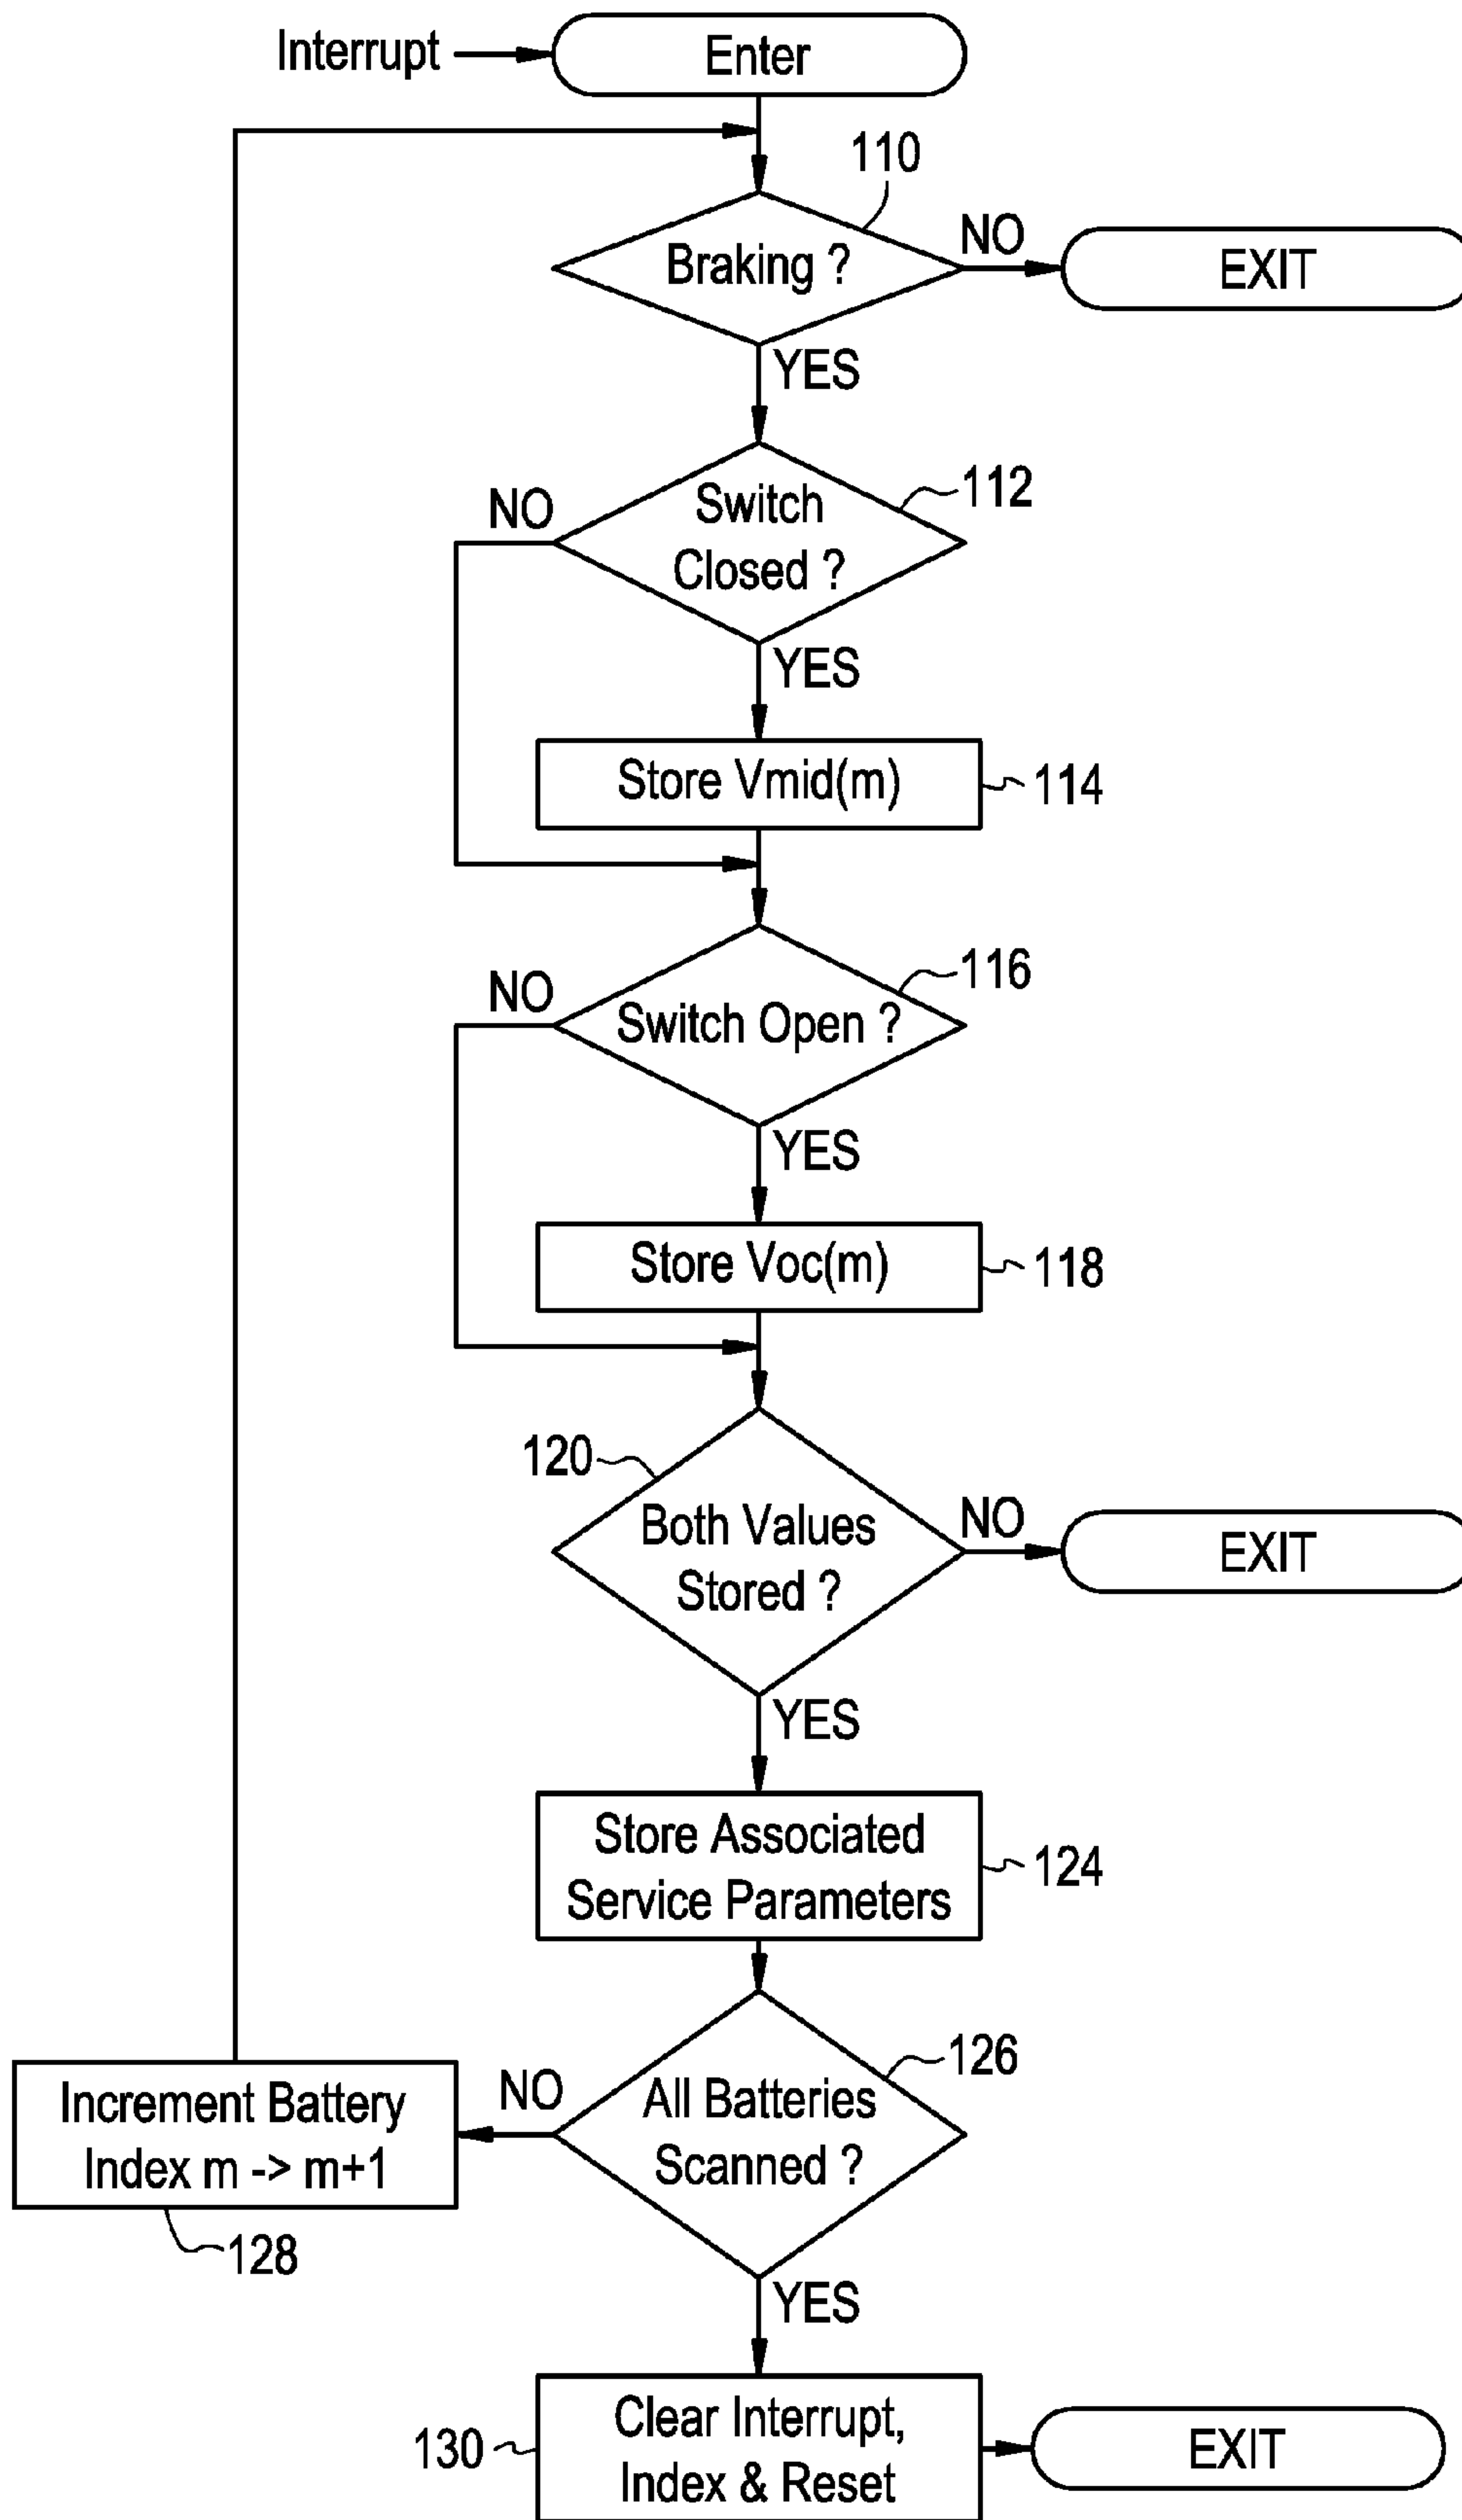 Interrupt
Enter
110
Braking ?
NO
EXIT
YES
112
NO
Switch
Closed ?
YES
Store Vmid(m)
114
116
NO
Switch Open ?
YES
Store Voc(m)
118
120
Both Values
Stored ?
NO
EXIT
YES
Store Associated
Service Parameters
124
126
All Batteries
Scanned ?
NO
Increment Battery
Index m -> m+1
128
YES
Clear Interrupt,
Index & Reset
130
EXIT